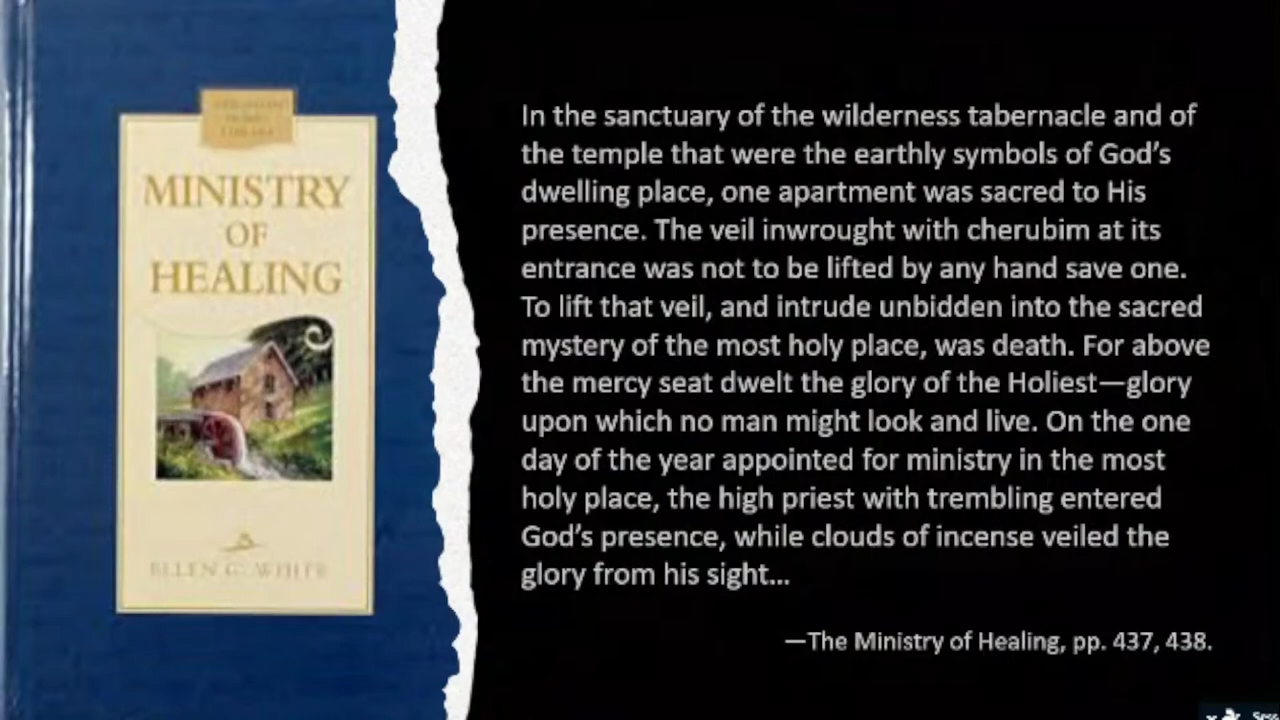 MINISTRY
OF
HEALING
ELLEN G. WHITE
In the sanctuary of the wilderness tabernacle and of
the temple that were the earthly symbols of God's
dwelling place, one apartment was sacred to His
presence. The veil inwrought with cherubim at its
entrance was not to be lifted by any hand save one.
To lift that veil, and intrude unbidden into the sacred
mystery of the most holy place, was death. For above
the mercy seat dwelt the glory of the Holiest—glory
upon which no man might look and live. On the one
day of the year appointed for ministry in the most
holy place, the high priest with trembling entered
God's presence, while clouds of incense veiled the
glory from his sight...
—The Ministry of Healing, pp. 437, 438.